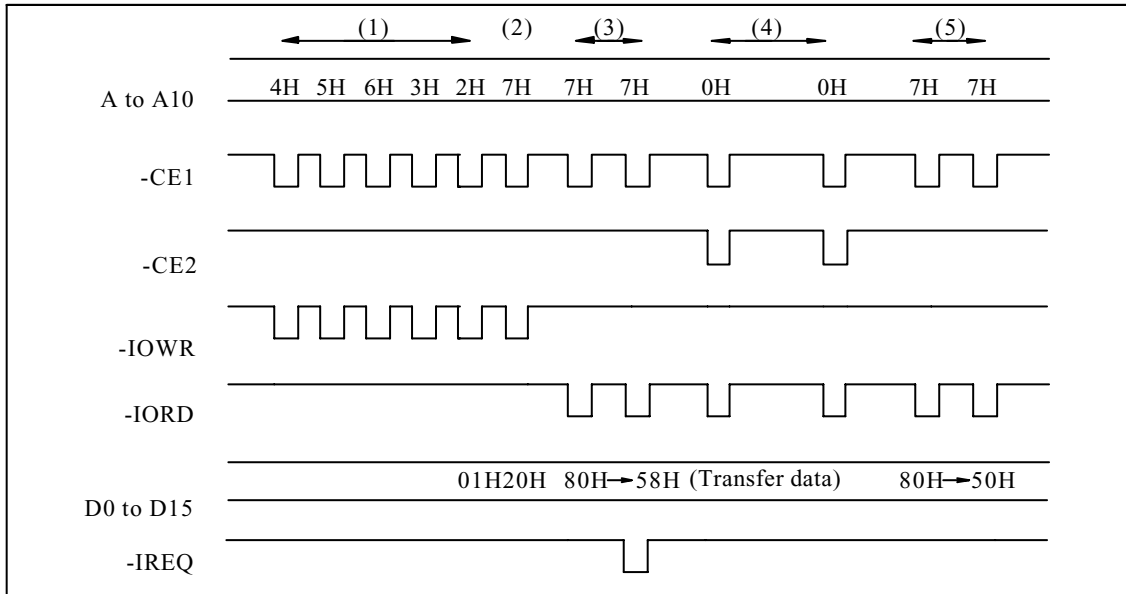 (1) (2) (3) (4) (5)
A to A10 4H 5H 6H 3H 2H 7H 7H 7H 0H 0H 7H 7H
-CE1
-CE2
-IOWR
-IORD
01H20H 80H→58H (Transfer data) 80H→50H
D0 to D15
-IREQ